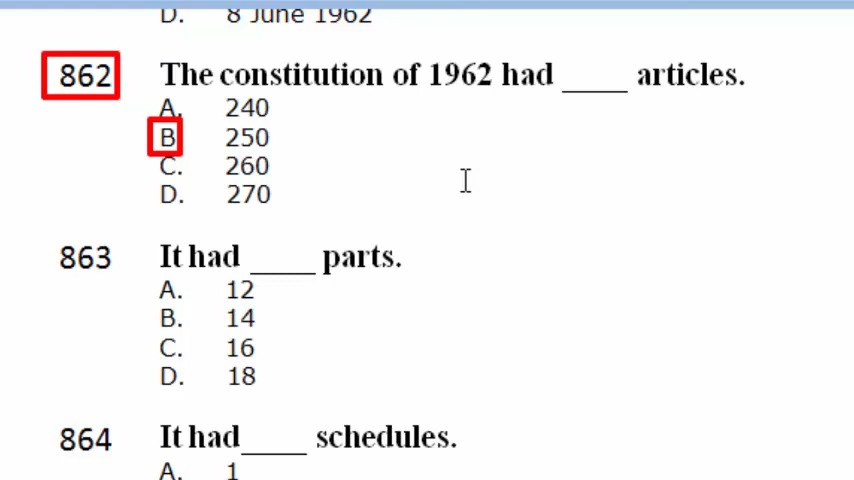 D. 8 June 1962
862 The constitution of 1962 had ____ articles.
A. 240
B 250
C. 260
D. 270
863 It had ____ parts.
A. 12
B. 14
C. 16
D. 18
864 It had____ schedules.
A. 1